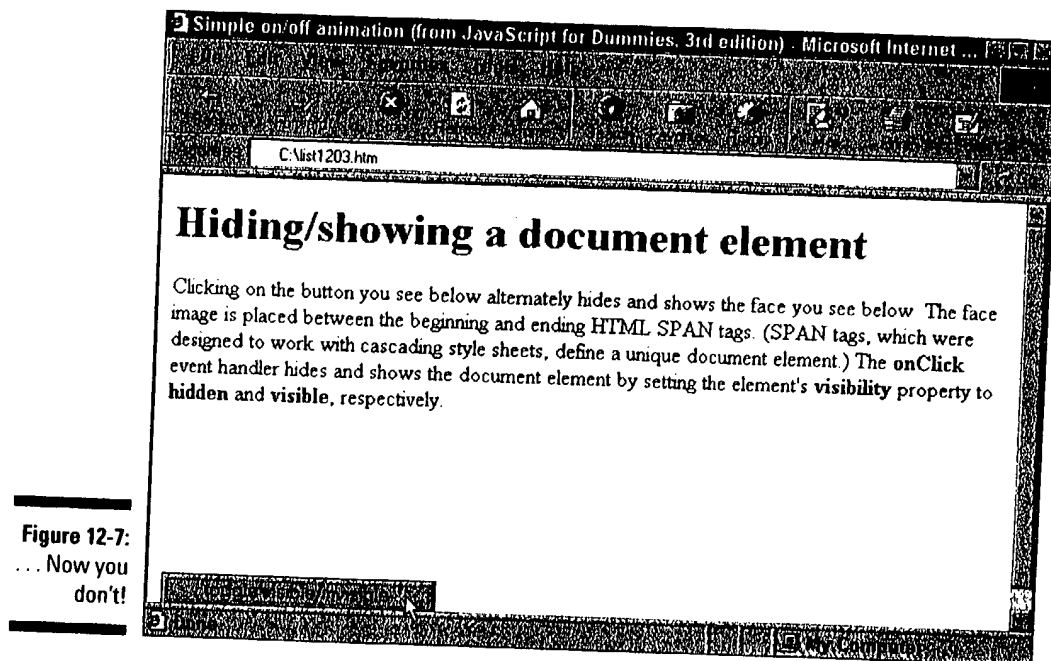 Simple on/off animation (from JavaScript for Dummies, 3rd edition) - Microsoft Internet ...
C:\list1203.htm
Hiding/showing a document element
Clicking on the button you see below alternately hides and shows the face you see below The face
image is placed between the beginning and ending HTML SPAN tags. (SPAN tags, which were
designed to work with cascading style sheets, define a unique document element.) The onClick
event handler hides and shows the document element by setting the element's visibility property to
hidden and visible, respectively.
Figure 12-7:
. . . Now you
don't!
Done
My Computer